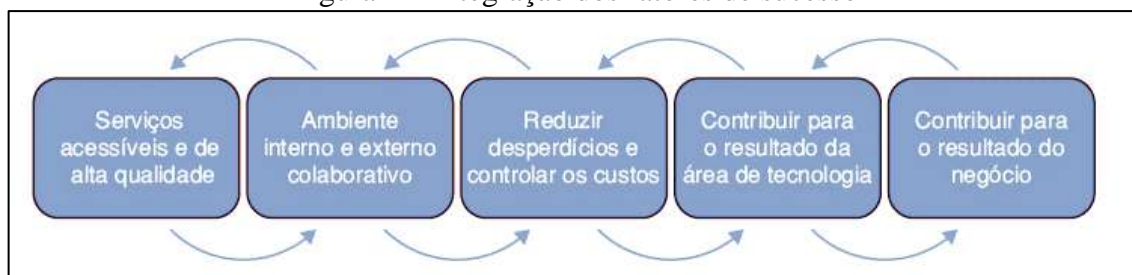 Serviços
acessíveis e de
alta qualidade
Ambiente
interno e externo
colaborativo
Reduzir
desperdícios e
controlar os custos
Contribuir para
o resultado da
área de tecnologia
Contribuir para
o resultado do
negócio